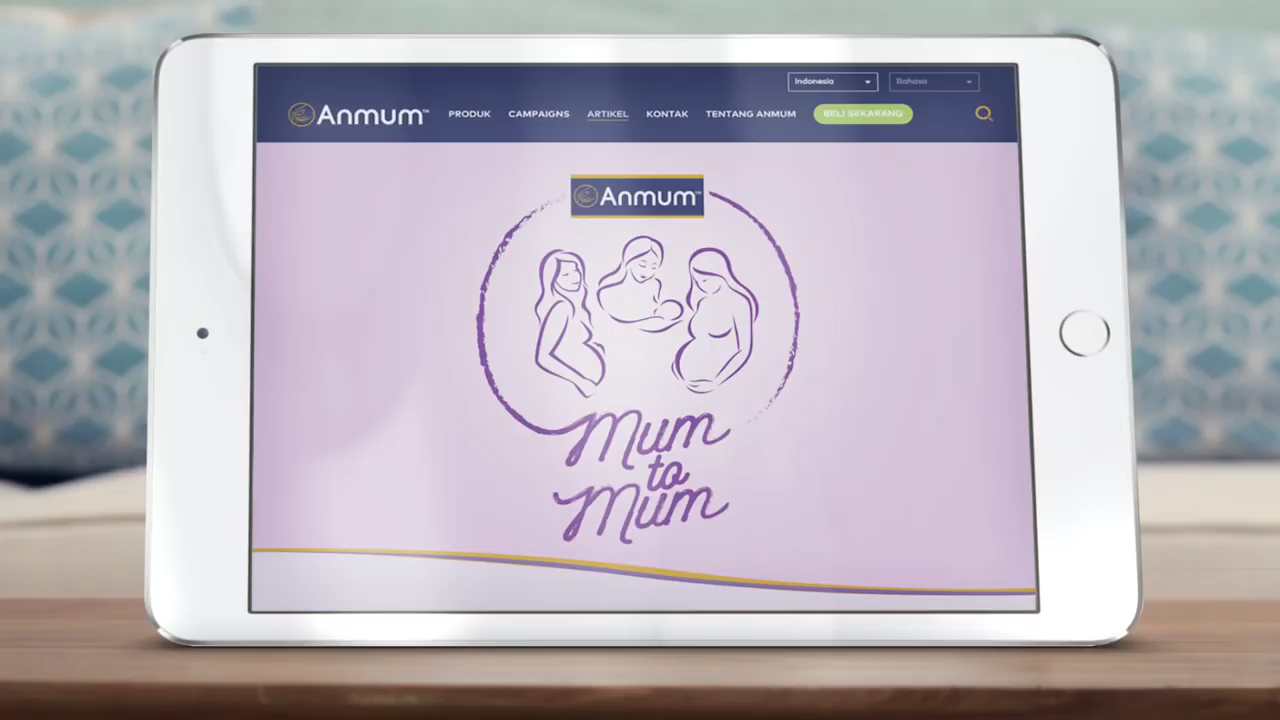 Indonesia
Bahasa
Anmum™
PRODUK
CAMPAIGNS
ARTIKEL
KONTAK
TENTANG ANMUM
BELI SEKARANG
Anmum™
Mum
to
Mum